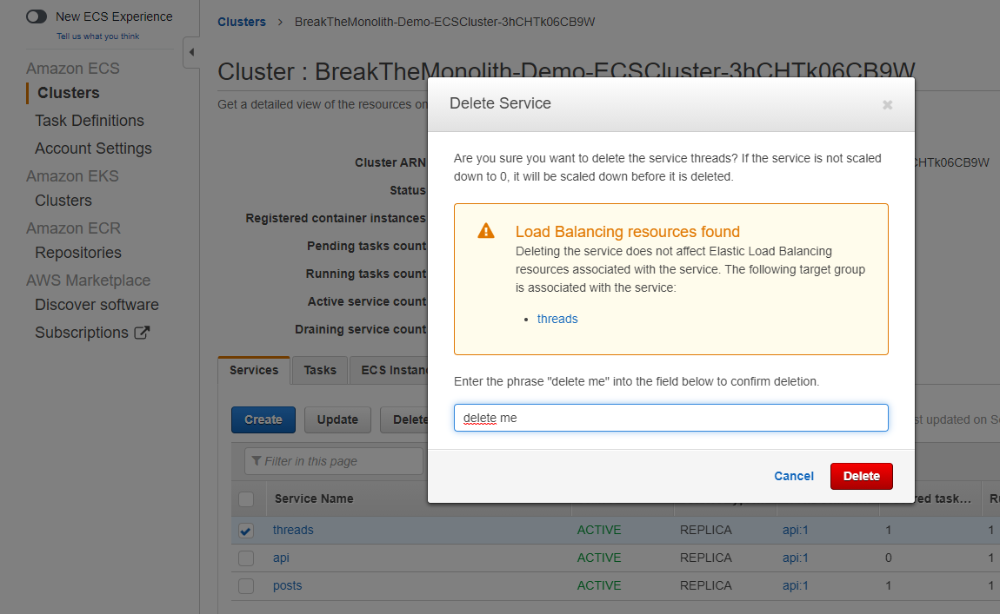 New ECS Experience
Tell us what you think
Amazon ECS
Clusters
Task Definitions
Account Settings
Amazon EKS
Clusters
Amazon ECR
Repositories
AWS Marketplace
Discover software
Subscriptions
Clusters > BreakTheMonolith-Demo-ECSCluster-3hCHTk06CB9W
Cluster : BreakTheMonolith-Demo-ECSCluster-3hCHTk06CB9W
Get a detailed view of the resources on
Cluster ARN
CHTk06CB9W
Status
Registered container instances
Pending tasks count
Running tasks count
Active service count
Draining service count
Services
Tasks
ECS Instan
Create
Update
Delete
st updated on Se
Filter in this page
Service Name
red task...
Ru
threads ACTIVE REPLICA api:1 1 1
api ACTIVE REPLICA api:1 0 1
posts ACTIVE REPLICA api:1 1 1
Delete Service
Are you sure you want to delete the service threads? If the service is not scaled
down to 0, it will be scaled down before it is deleted.
Load Balancing resources found
Deleting the service does not affect Elastic Load Balancing
resources associated with the service. The following target group
is associated with the service:
• threads
Enter the phrase "delete me" into the field below to confirm deletion.
delete me
Cancel
Delete